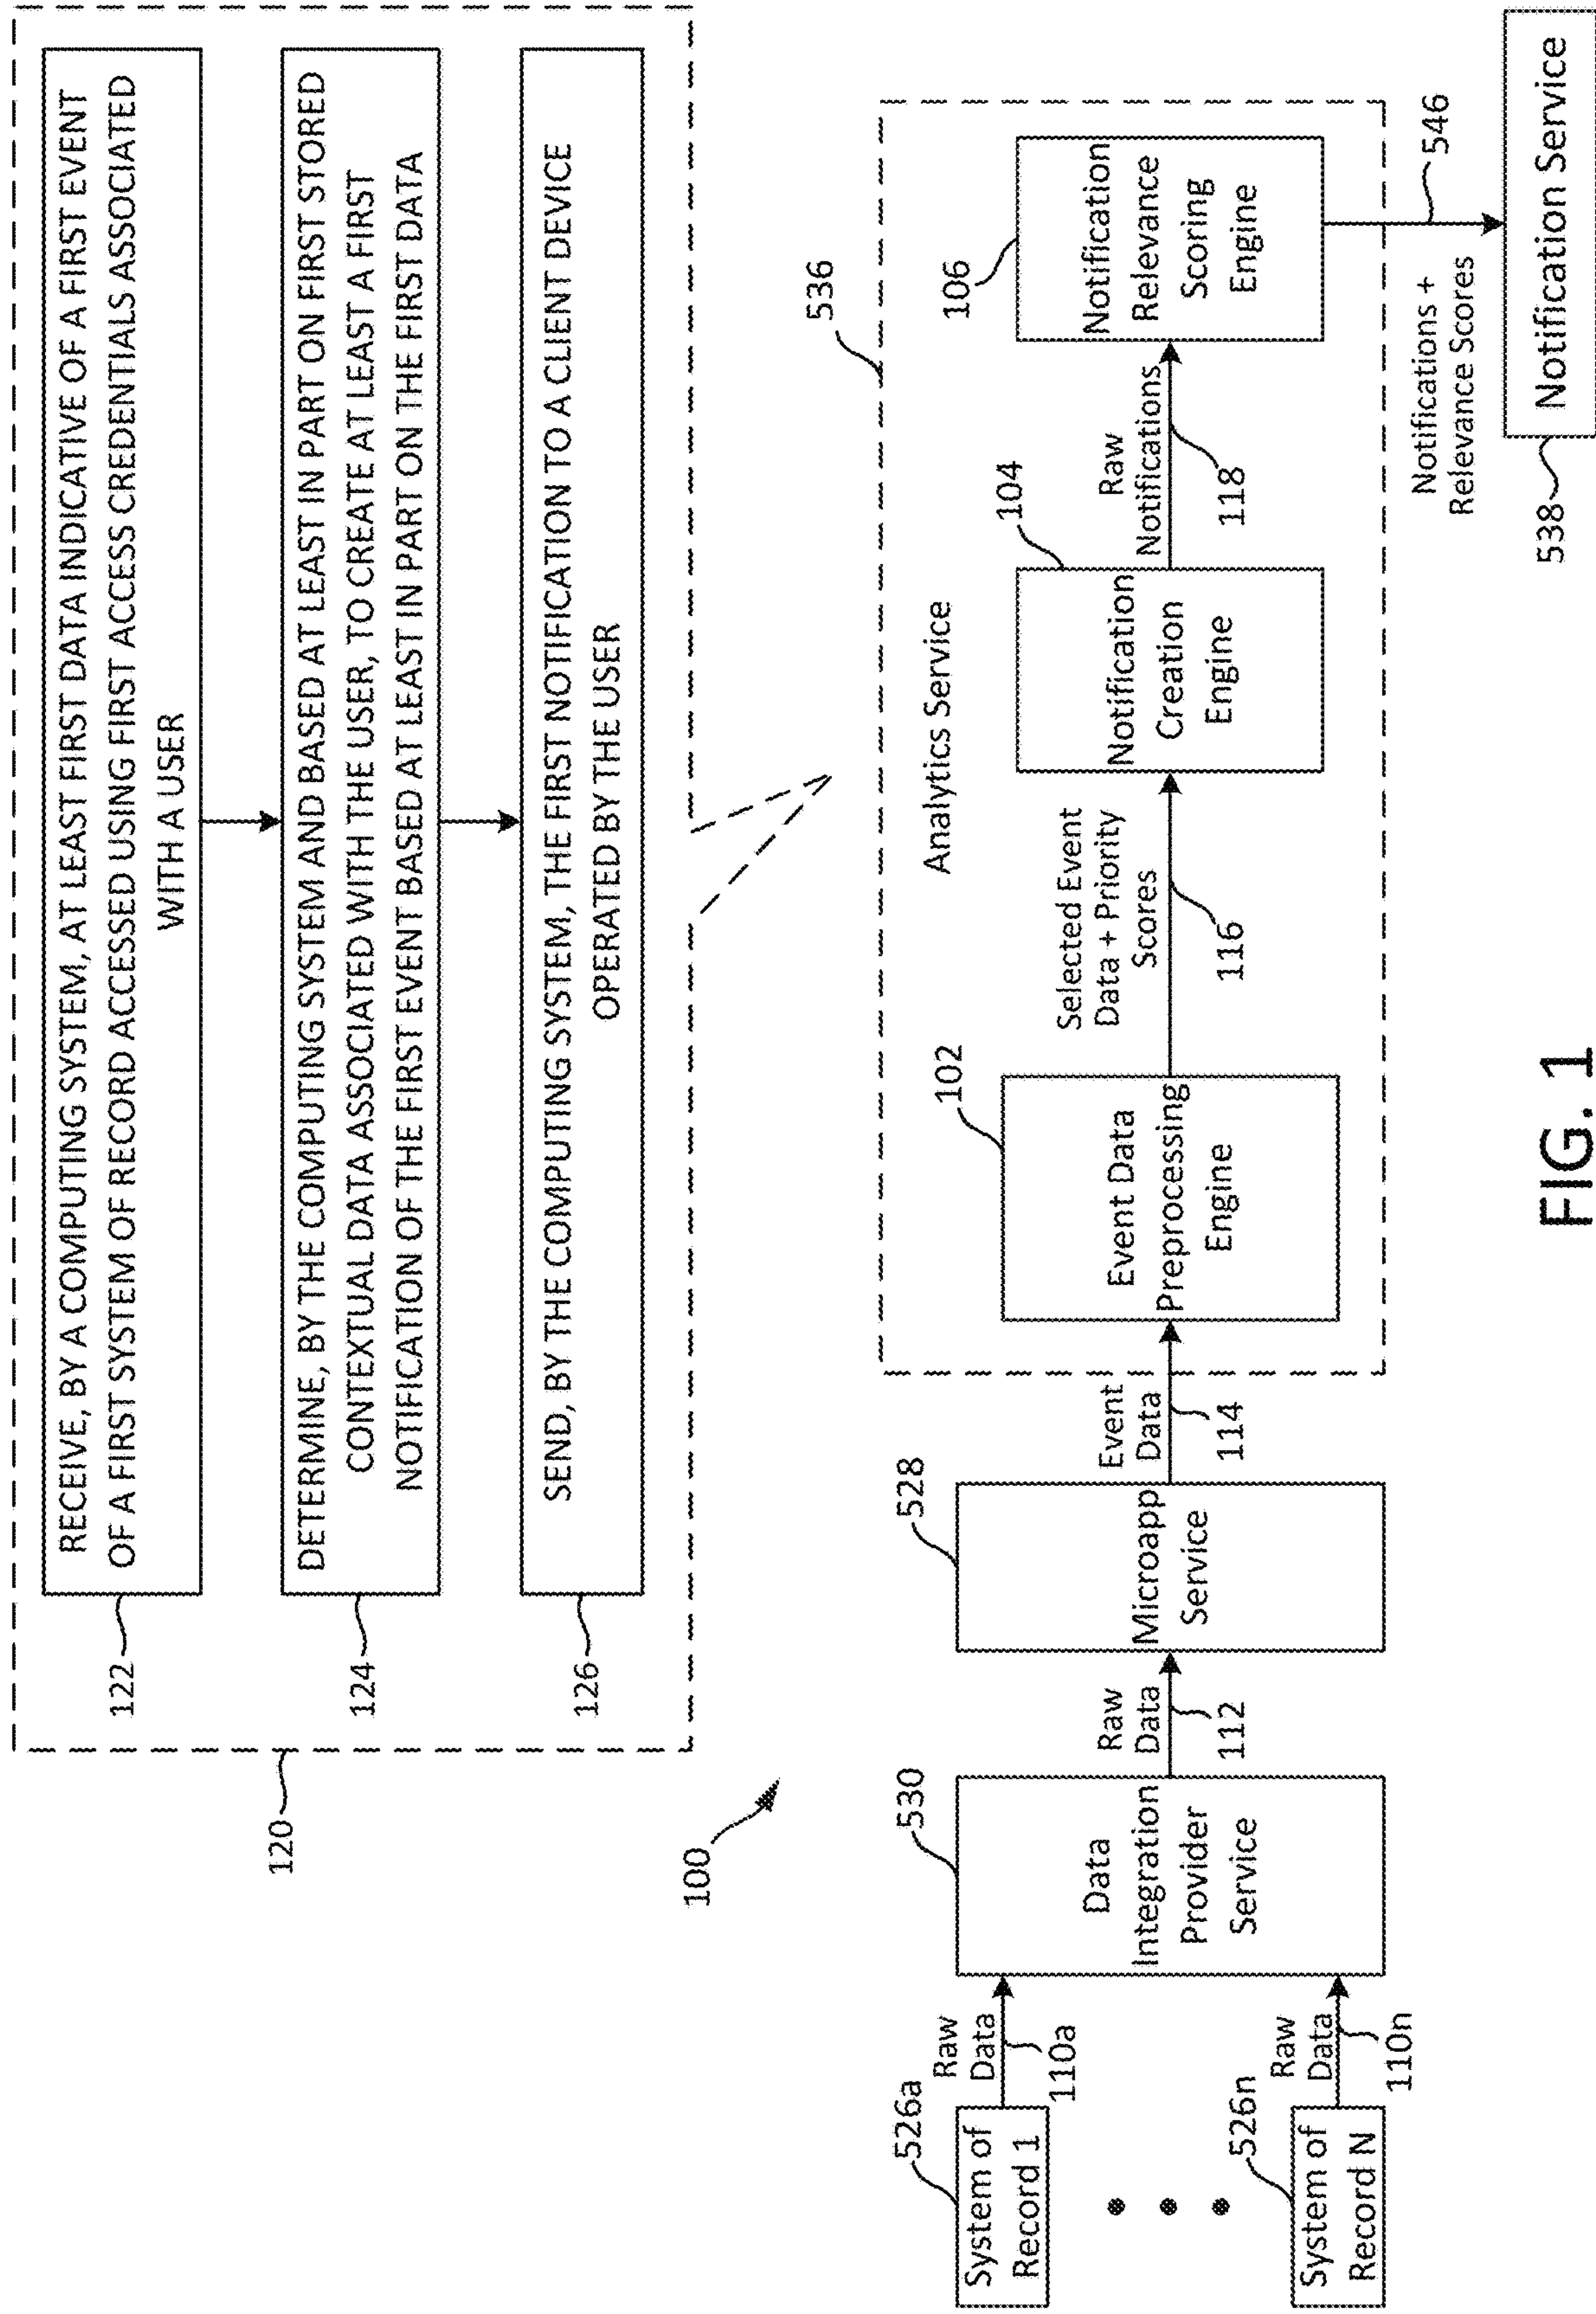 120
122
RECEIVE, BY A COMPUTING SYSTEM, AT LEAST FIRST DATA INDICATIVE OF A FIRST EVENT
OF A FIRST SYSTEM OF RECORD ACCESSED USING FIRST ACCESS CREDENTIALS ASSOCIATED
WITH A USER
124
DETERMINE, BY THE COMPUTING SYSTEM AND BASED AT LEAST IN PART ON FIRST STORED
CONTEXTUAL DATA ASSOCIATED WITH THE USER, TO CREATE AT LEAST A FIRST
NOTIFICATION OF THE FIRST EVENT BASED AT LEAST IN PART ON THE FIRST DATA
126
SEND, BY THE COMPUTING SYSTEM, THE FIRST NOTIFICATION TO A CLIENT DEVICE
OPERATED BY THE USER
100
526a
System of
Record 1
Raw
Data
110a
526n
System of
Record N
Raw
Data
110n
530
Data
Integration
Provider
Service
Raw
Data
112
528
Microapp
Service
Event
Data
114
536
Analytics Service
102
Event Data
Preprocessing
Engine
Selected Event
Data + Priority
Scores
116
104
Notification
Creation
Engine
Raw
Notifications
118
106
Notification
Relevance
Scoring
Engine
Notifications +
Relevance Scores
546
538
Notification Service
FIG. 1